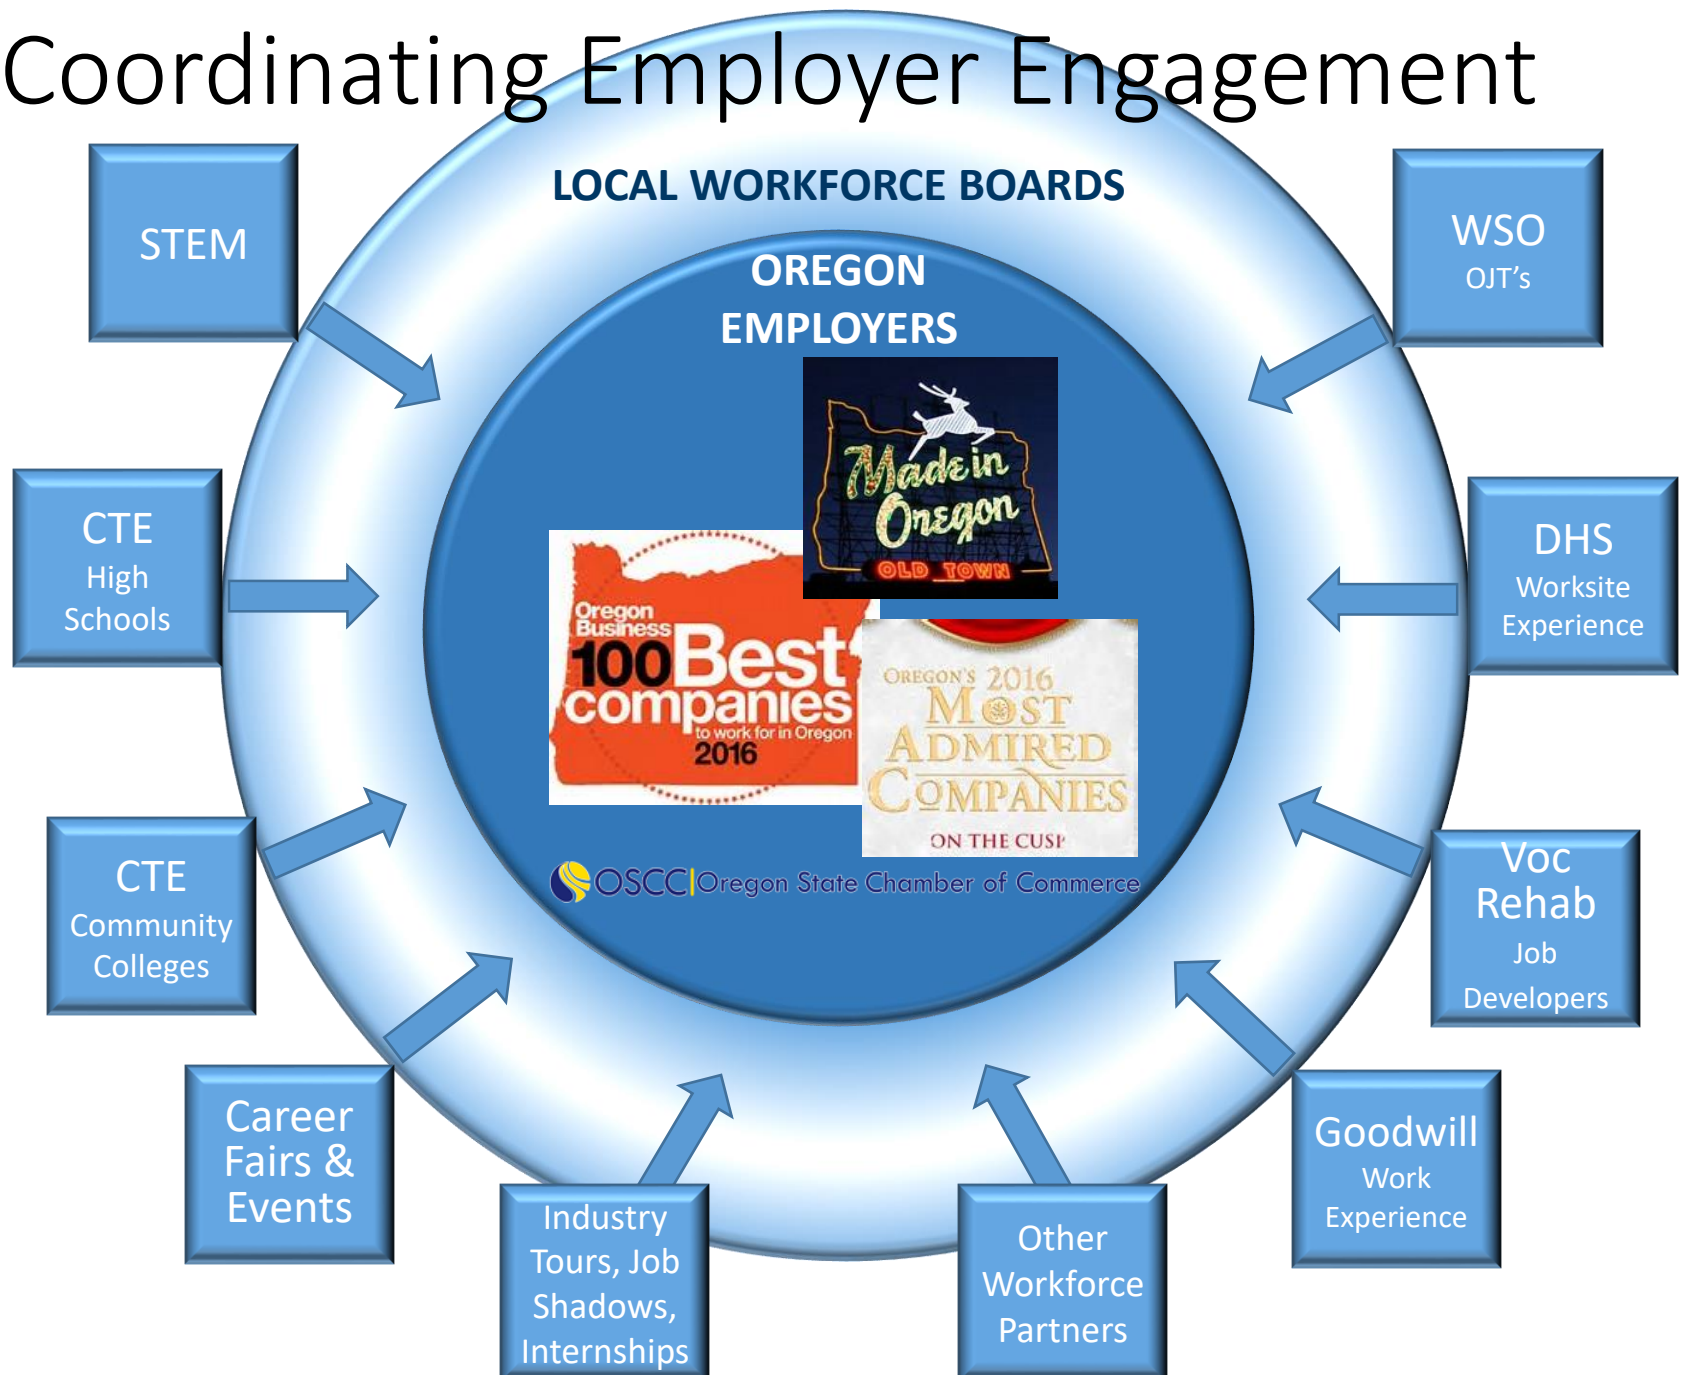 Coordinating Employer Engagement
LOCAL WORKFORCE BOARDS
OREGON
EMPLOYERS
STEM
CTE
High
Schools
CTE
Community
Colleges
Career
Fairs &
Events
Industry
Tours, Job
Shadows,
Internships
Other
Workforce
Partners
Goodwill
Work
Experience
Voc
Rehab
Job
Developers
DHS
Worksite
Experience
WSO
OJT's
Made in
Oregon
OLD TOWN
Oregon
Business
100 Best
companies
to work for in Oregon
2016
OREGON'S 2016
MOST
ADMIRED
COMPANIES
ON THE CUSP
OSCC|Oregon State Chamber of Commerce